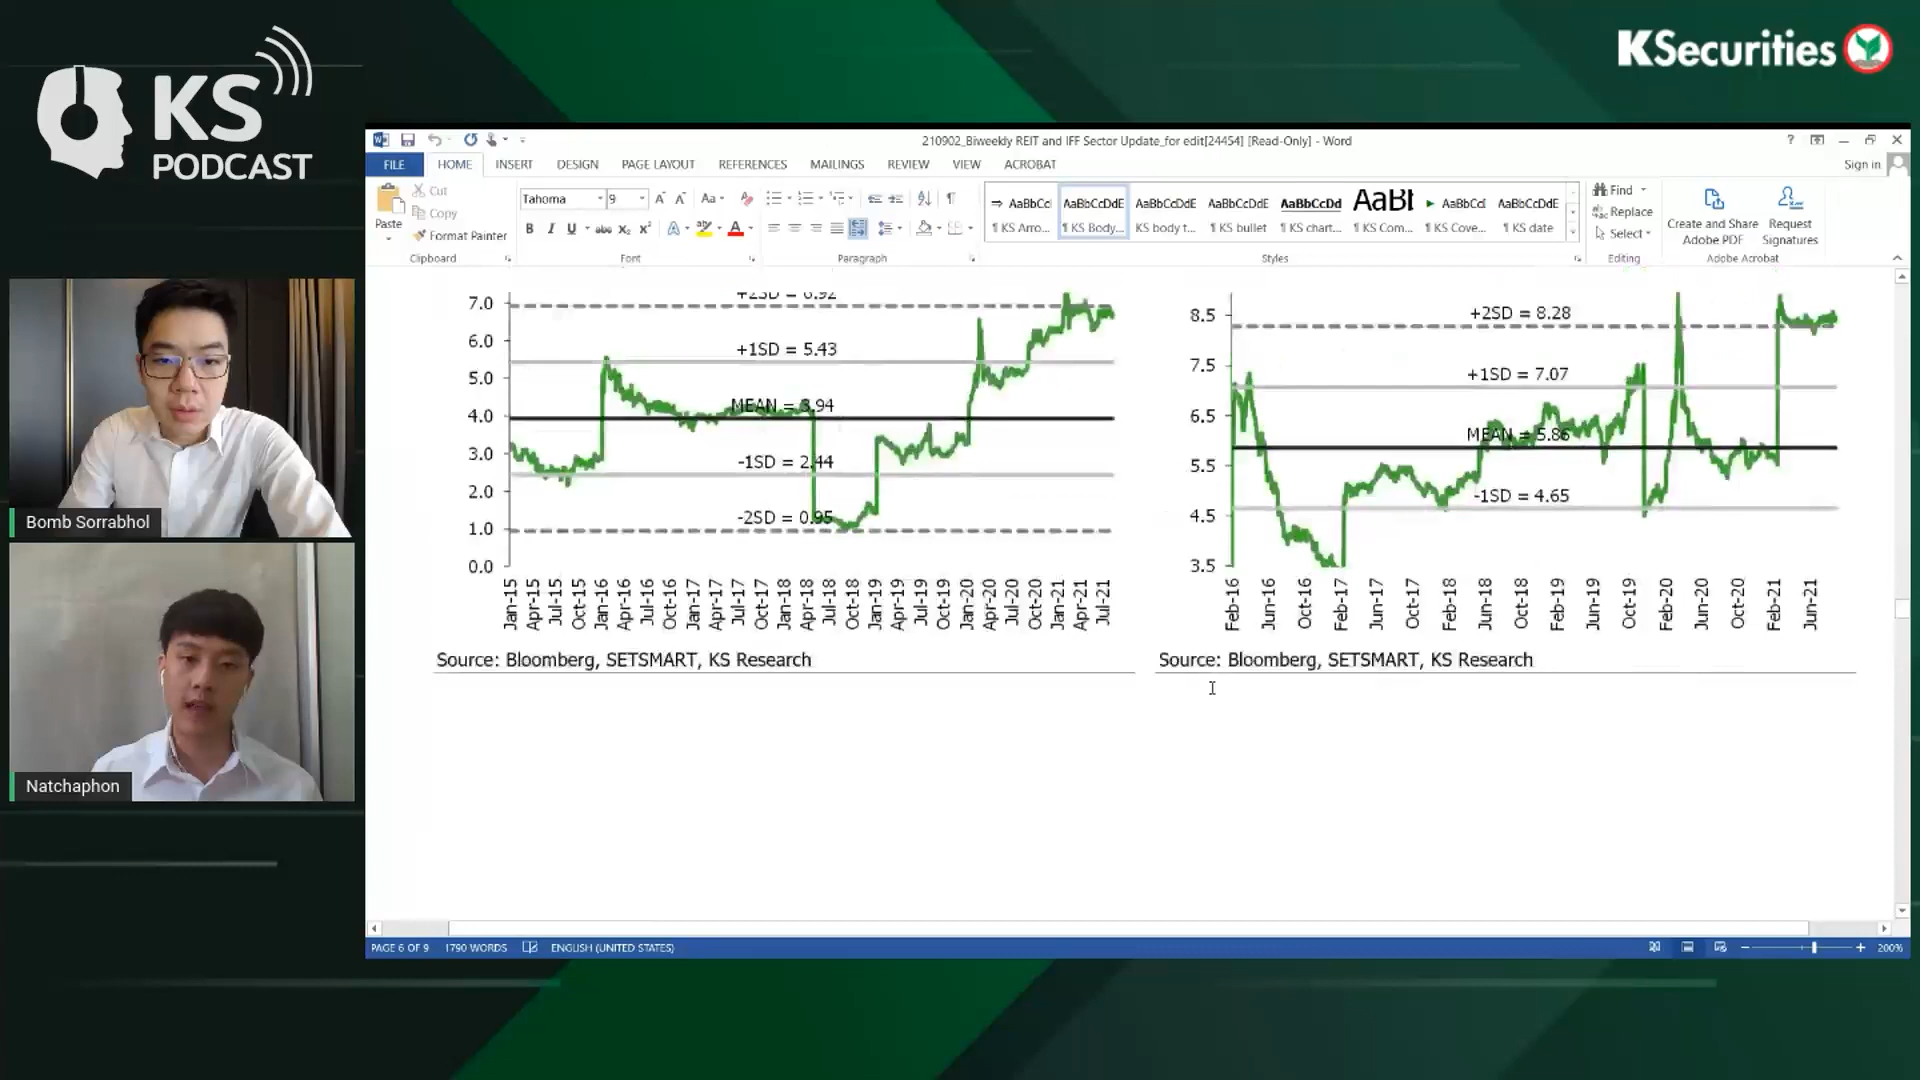 KS
PODCAST
KSecurities
210902_Biweekly REIT and IFF Sector Update_for edit[24454] [Read-Only] - Word
FILE HOME INSERT DESIGN PAGE LAYOUT REFERENCES MAILINGS REVIEW VIEW ACROBAT Sign in
Paste
Cut
Copy
Format Painter
Clipboard
Tahoma 9
Font
Paragraph
AaBbCcI AaBbCcDdE AaBbCcDdE AaBbCcDdE AaBbCcDd AaBb AaBbCcI AaBbCcDdE
¶ KS Arro... ¶ KS Body... KS body t... ¶ KS bullet ¶ KS chart... ¶ KS Com... ¶ KS Cove... ¶ KS date
Styles
Find
Replace
Select
Editing
Create and Share
Adobe PDF
Request
Signatures
Adobe Acrobat
+2SD = 6.92
+1SD = 5.43
MEAN = 3.94
-1SD = 2.44
-2SD = 0.95
7.0
6.0
5.0
4.0
3.0
2.0
1.0
0.0
Jan-15 Apr-15 Jul-15 Oct-15 Jan-16 Apr-16 Jul-16 Oct-16 Jan-17 Apr-17 Jul-17 Oct-17 Jan-18 Apr-18 Jul-18 Oct-18 Jan-19 Apr-19 Jul-19 Oct-19 Jan-20 Apr-20 Jul-20 Oct-20 Jan-21 Apr-21 Jul-21
Source: Bloomberg, SETSMART, KS Research
+2SD = 8.28
+1SD = 7.07
MEAN = 5.86
-1SD = 4.65
8.5
7.5
6.5
5.5
4.5
3.5
Feb-16 Jun-16 Oct-16 Feb-17 Jun-17 Oct-17 Feb-18 Jun-18 Oct-18 Feb-19 Jun-19 Oct-19 Feb-20 Jun-20 Oct-20 Feb-21 Jun-21
Source: Bloomberg, SETSMART, KS Research
Bomb Sorrabhol
Natchaphon
PAGE 6 OF 9 1790 WORDS ENGLISH (UNITED STATES) 200%